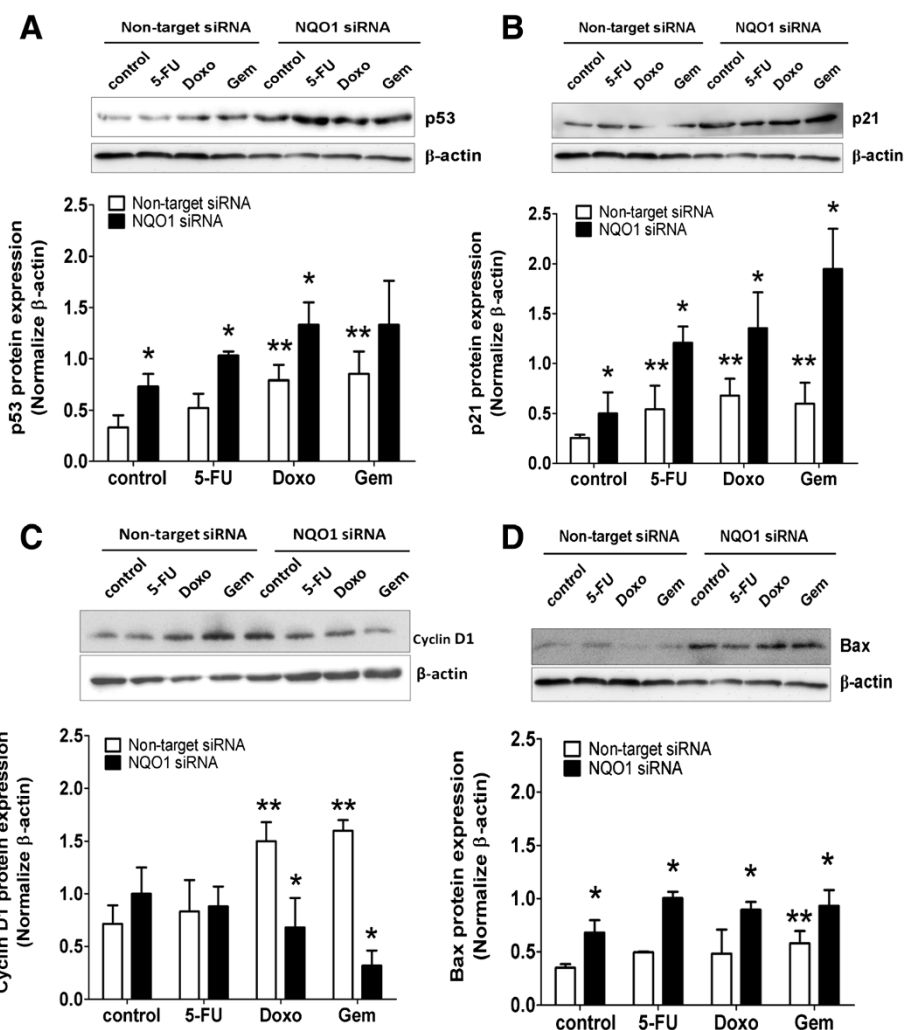 A
Non-target siRNA NQO1 siRNA
control 5-FU Doxo Gem control 5-FU Doxo Gem
p53
β-actin
Non-target siRNA
NQO1 siRNA
p53 protein expression
(Normalize β-actin)
2.5
2.0
1.5
1.0
0.5
0.0
* * ** * **
control 5-FU Doxo Gem
B
Non-target siRNA NQO1 siRNA
control 5-FU Doxo Gem control 5-FU Doxo Gem
p21
β-actin
Non-target siRNA
NQO1 siRNA
p21 protein expression
(Normalize β-actin)
2.5
2.0
1.5
1.0
0.5
0.0
* ** * ** * ** *
control 5-FU Doxo Gem
C
Non-target siRNA NQO1 siRNA
control 5-FU Doxo Gem control 5-FU Doxo Gem
Cyclin D1
β-actin
Non-target siRNA
NQO1 siRNA
Cyclin D1 protein expression
(Normalize β-actin)
2.5
2.0
1.5
1.0
0.5
0.0
** * ** *
control 5-FU Doxo Gem
D
Non-target siRNA NQO1 siRNA
control 5-FU Doxo Gem control 5-FU Doxo Gem
Bax
β-actin
Non-target siRNA
NQO1 siRNA
Bax protein expression
(Normalize β-actin)
2.5
2.0
1.5
1.0
0.5
0.0
* * * ** *
control 5-FU Doxo Gem